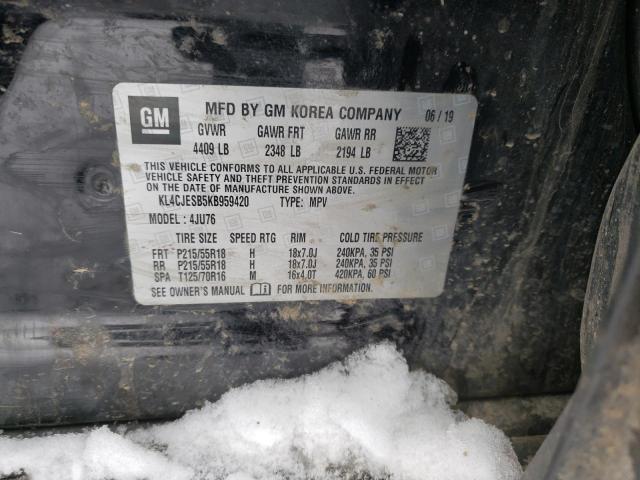 GM MFD BY GM KOREA COMPANY 06 / 19
GVWR GAWR FRT GAWR RR
4409 LB 2348 LB 2194 LB
THIS VEHICLE CONFORMS TO ALL APPLICABLE U.S. FEDERAL MOTOR
VEHICLE SAFETY AND THEFT PREVENTION STANDARDS IN EFFECT ON
THE DATE OF MANUFACTURE SHOWN ABOVE.
KL4CJESB5KB959420 TYPE: MPV
MODEL : 4JU76
TIRE SIZE SPEED RTG RIM COLD TIRE PRESSURE
FRT P215/55R18 H 18x7.0J 240KPA, 35 PSI
RR P215/55R18 H 18x7.0J 240KPA, 35 PSI
SPA T125/70R16 M 16x4.0T 420KPA, 60 PSI
SEE OWNER'S MANUAL FOR MORE INFORMATION.